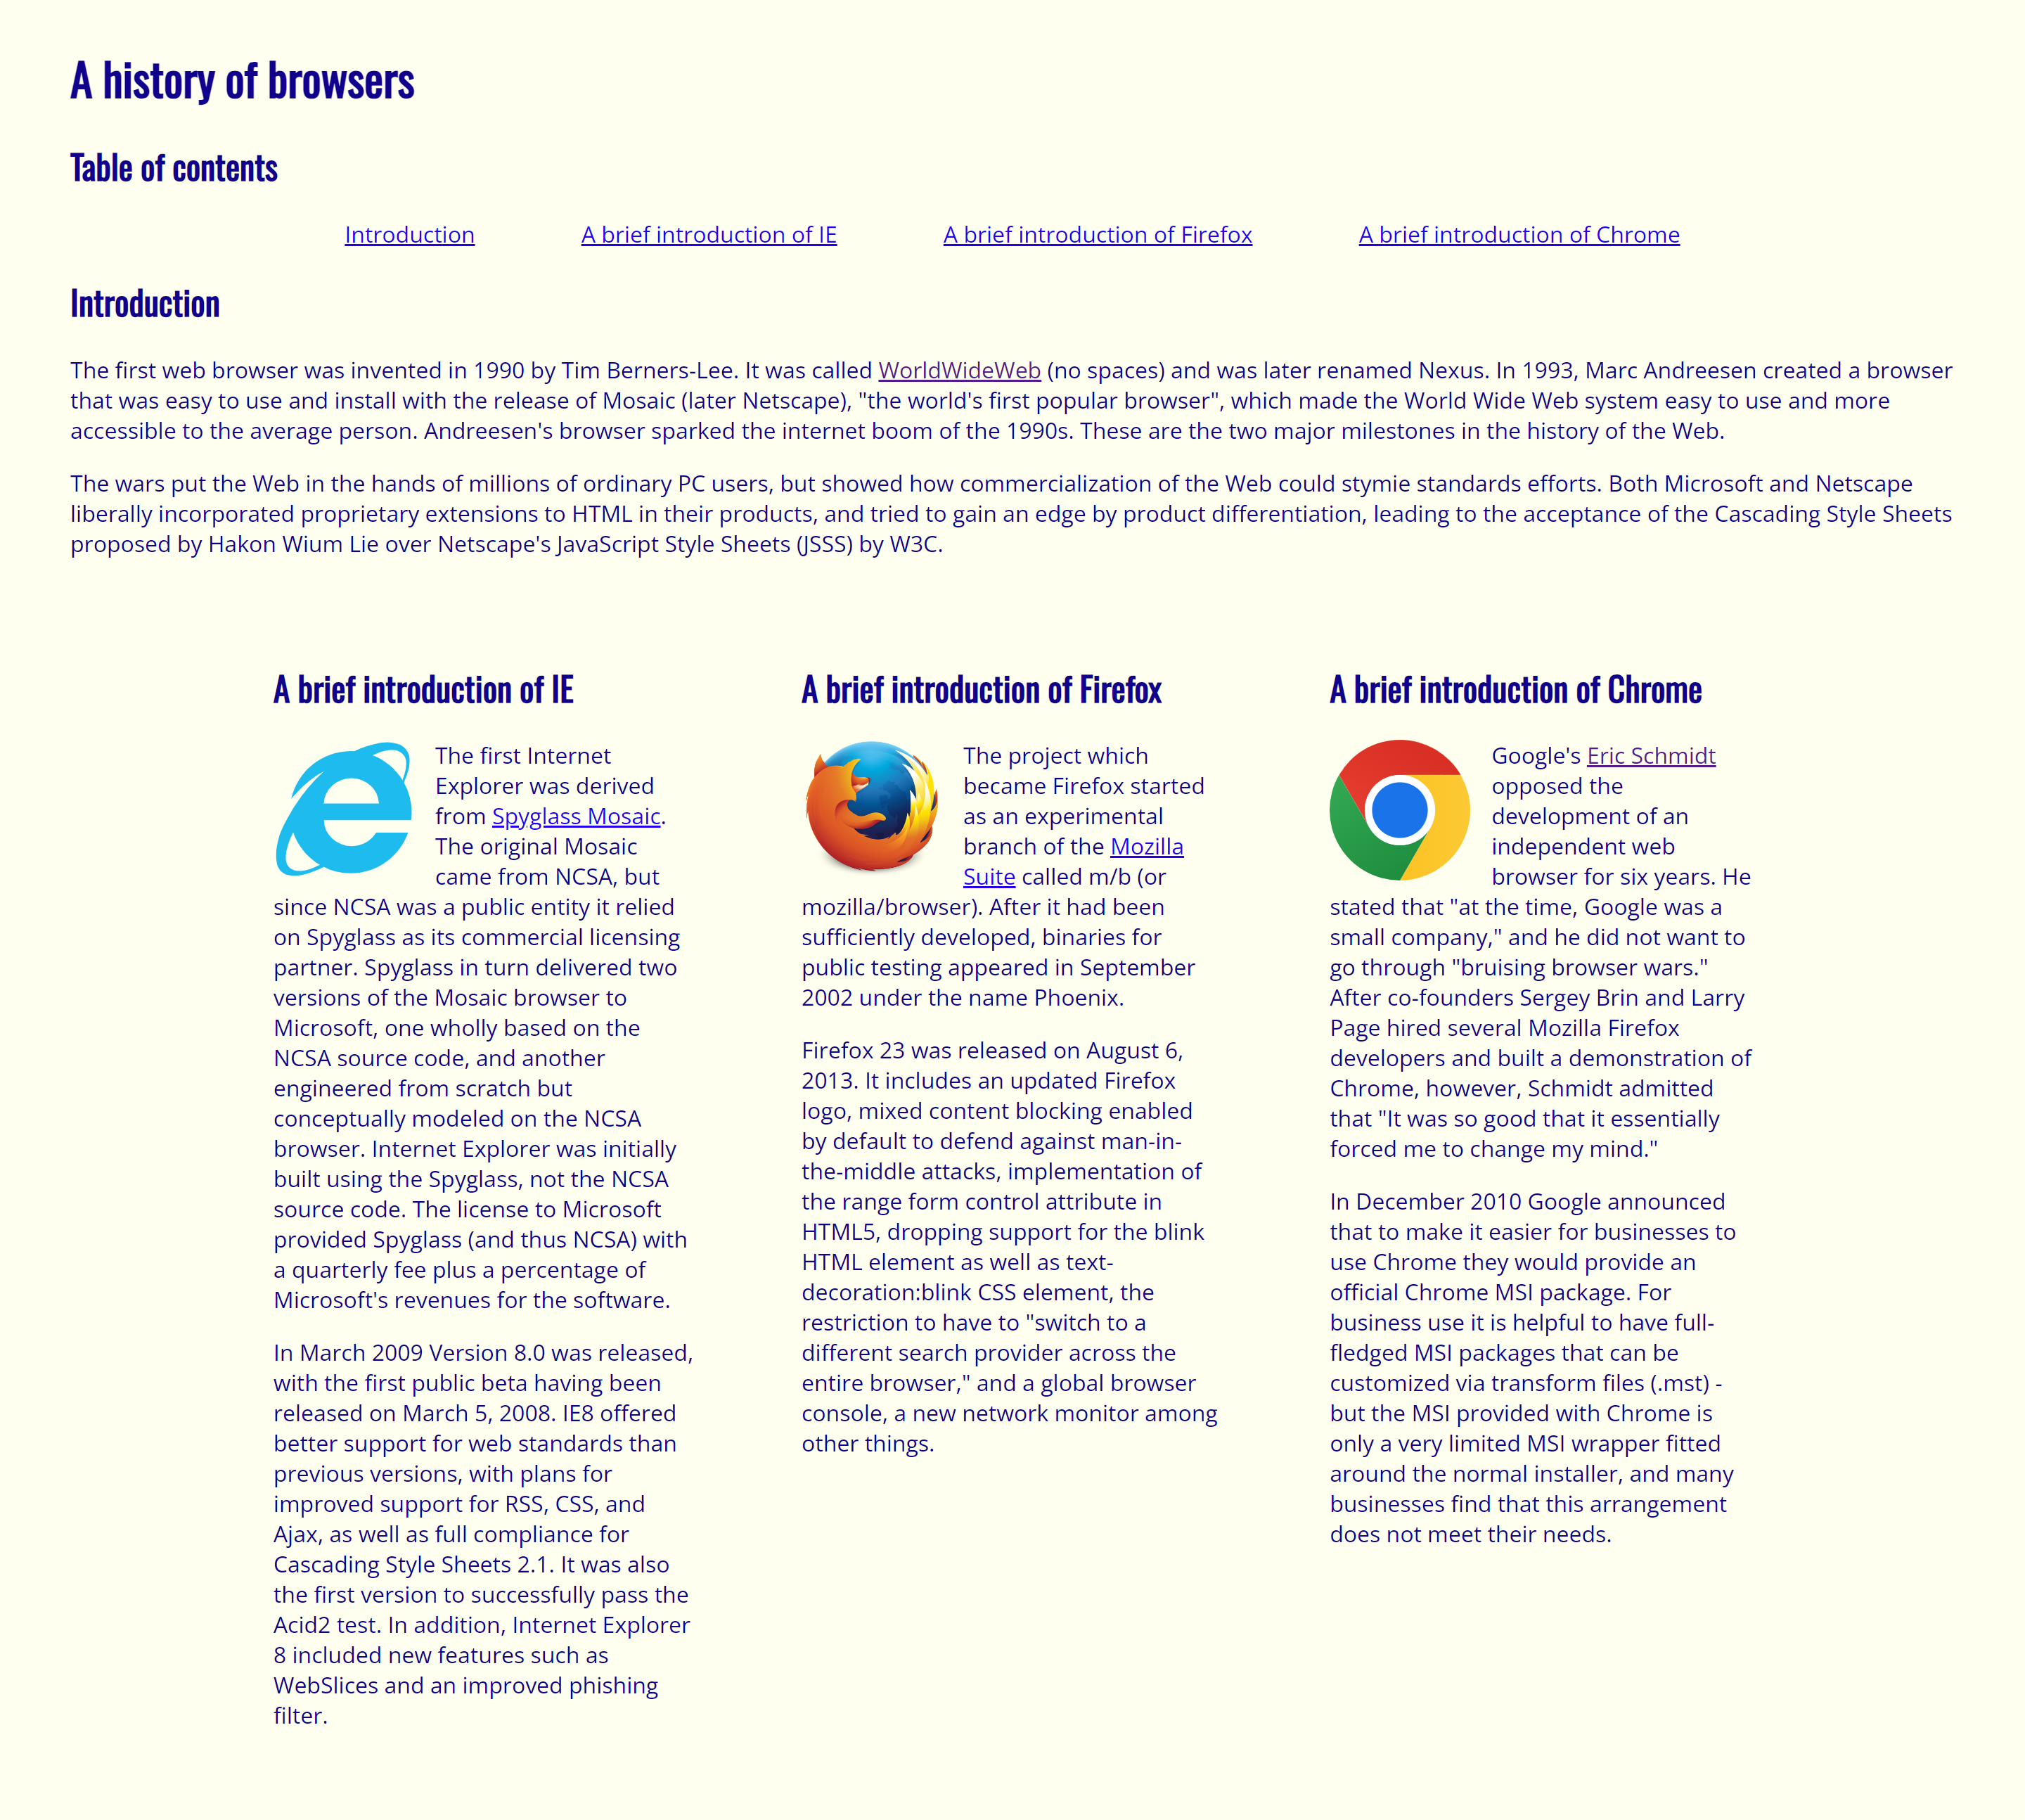 A history of browsers
Table of contents
Introduction
A brief introduction of IE
A brief introduction of Firefox
A brief introduction of Chrome
Introduction
The first web browser was invented in 1990 by Tim Berners-Lee. It was called WorldWideWeb (no spaces) and was later renamed Nexus. In 1993, Marc Andreesen created a browser
that was easy to use and install with the release of Mosaic (later Netscape), "the world's first popular browser", which made the World Wide Web system easy to use and more
accessible to the average person. Andreesen's browser sparked the internet boom of the 1990s. These are the two major milestones in the history of the Web.
The wars put the Web in the hands of millions of ordinary PC users, but showed how commercialization of the Web could stymie standards efforts. Both Microsoft and Netscape
liberally incorporated proprietary extensions to HTML in their products, and tried to gain an edge by product differentiation, leading to the acceptance of the Cascading Style Sheets
proposed by Hakon Wium Lie over Netscape's JavaScript Style Sheets (JSSS) by W3C.
A brief introduction of IE
The first Internet
Explorer was derived
from Spyglass Mosaic.
The original Mosaic
came from NCSA, but
since NCSA was a public entity it relied
on Spyglass as its commercial licensing
partner. Spyglass in turn delivered two
versions of the Mosaic browser to
Microsoft, one wholly based on the
NCSA source code, and another
engineered from scratch but
conceptually modeled on the NCSA
browser. Internet Explorer was initially
built using the Spyglass, not the NCSA
source code. The license to Microsoft
provided Spyglass (and thus NCSA) with
a quarterly fee plus a percentage of
Microsoft's revenues for the software.
In March 2009 Version 8.0 was released,
with the first public beta having been
released on March 5, 2008. IE8 offered
better support for web standards than
previous versions, with plans for
improved support for RSS, CSS, and
Ajax, as well as full compliance for
Cascading Style Sheets 2.1. It was also
the first version to successfully pass the
Acid2 test. In addition, Internet Explorer
8 included new features such as
WebSlices and an improved phishing
filter.
A brief introduction of Firefox
The project which
became Firefox started
as an experimental
branch of the Mozilla
Suite called m/b (or
mozilla/browser). After it had been
sufficiently developed, binaries for
public testing appeared in September
2002 under the name Phoenix.
Firefox 23 was released on August 6,
2013. It includes an updated Firefox
logo, mixed content blocking enabled
by default to defend against man-in-
the-middle attacks, implementation of
the range form control attribute in
HTML5, dropping support for the blink
HTML element as well as text-
decoration:blink CSS element, the
restriction to have to "switch to a
different search provider across the
entire browser," and a global browser
console, a new network monitor among
other things.
A brief introduction of Chrome
Google's Eric Schmidt
opposed the
development of an
independent web
browser for six years. He
stated that "at the time, Google was a
small company," and he did not want to
go through "bruising browser wars."
After co-founders Sergey Brin and Larry
Page hired several Mozilla Firefox
developers and built a demonstration of
Chrome, however, Schmidt admitted
that "It was so good that it essentially
forced me to change my mind."
In December 2010 Google announced
that to make it easier for businesses to
use Chrome they would provide an
official Chrome MSI package. For
business use it is helpful to have full-
fledged MSI packages that can be
customized via transform files (.mst) -
but the MSI provided with Chrome is
only a very limited MSI wrapper fitted
around the normal installer, and many
businesses find that this arrangement
does not meet their needs.